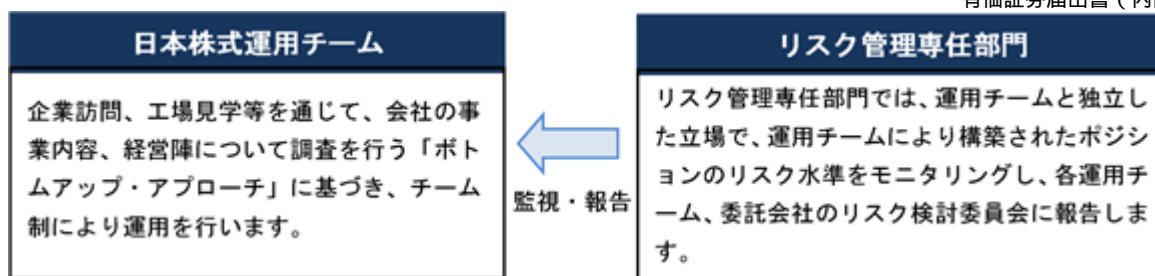 日本株式運用チーム
企業訪問、工場見学等を通じて、会社の事
業内容、経営陣について調査を行う「ボト
ムアップ・アプローチ」に基づき、チーム
制により運用を行います。
監視・報告
リスク管理専任部門
リスク管理専任部門では、運用チームと独立し
た立場で、運用チームにより構築されたポジシ
ョンのリスク水準をモニタリングし、各運用チ
ーム、委託会社のリスク検討委員会に報告しま
す。